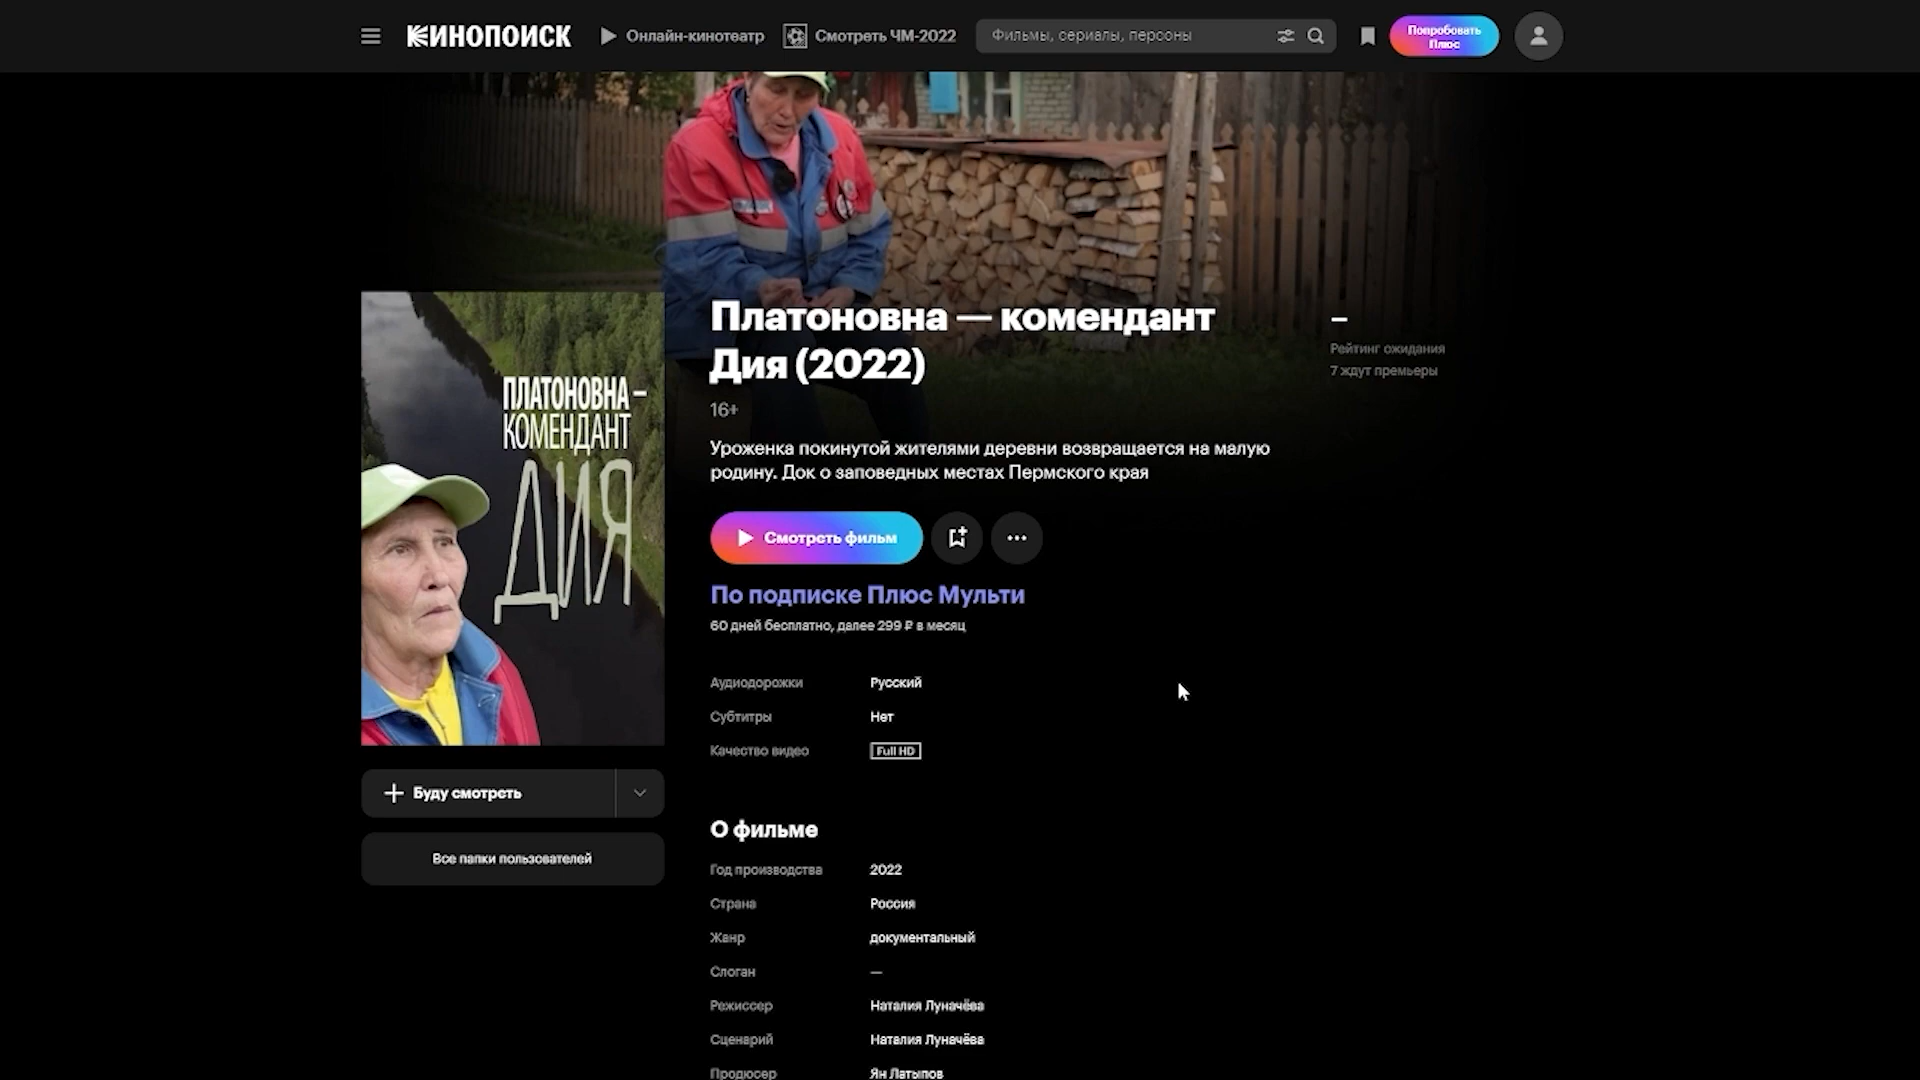 КИНОПОИСК
Онлайн-кинотеатр
Смотреть ЧМ-2022
Фильмы, сериалы, персоны
Попробовать
Плюс
ПЛАТОНОВНА –
КОМЕНДАНТ
ДИЯ
Буду смотреть
Все папки пользователей
Платоновна — комендант
Дия (2022)
16+
Уроженка покинутой жителями деревни возвращается на малую
родину. Док о заповедных местах Пермского края
–
Рейтинг ожидания
7 ждут премьеры
Смотреть фильм
По подписке Плюс Мульти
60 дней бесплатно, далее 299 ₽ в месяц
Аудиодорожки Русский
Субтитры Нет
Качество видео Full HD
О фильме
Год производства 2022
Страна Россия
Жанр документальный
Слоган —
Режиссер Наталия Луначёва
Сценарий Наталия Луначёва
Продюсер Ян Латыпов